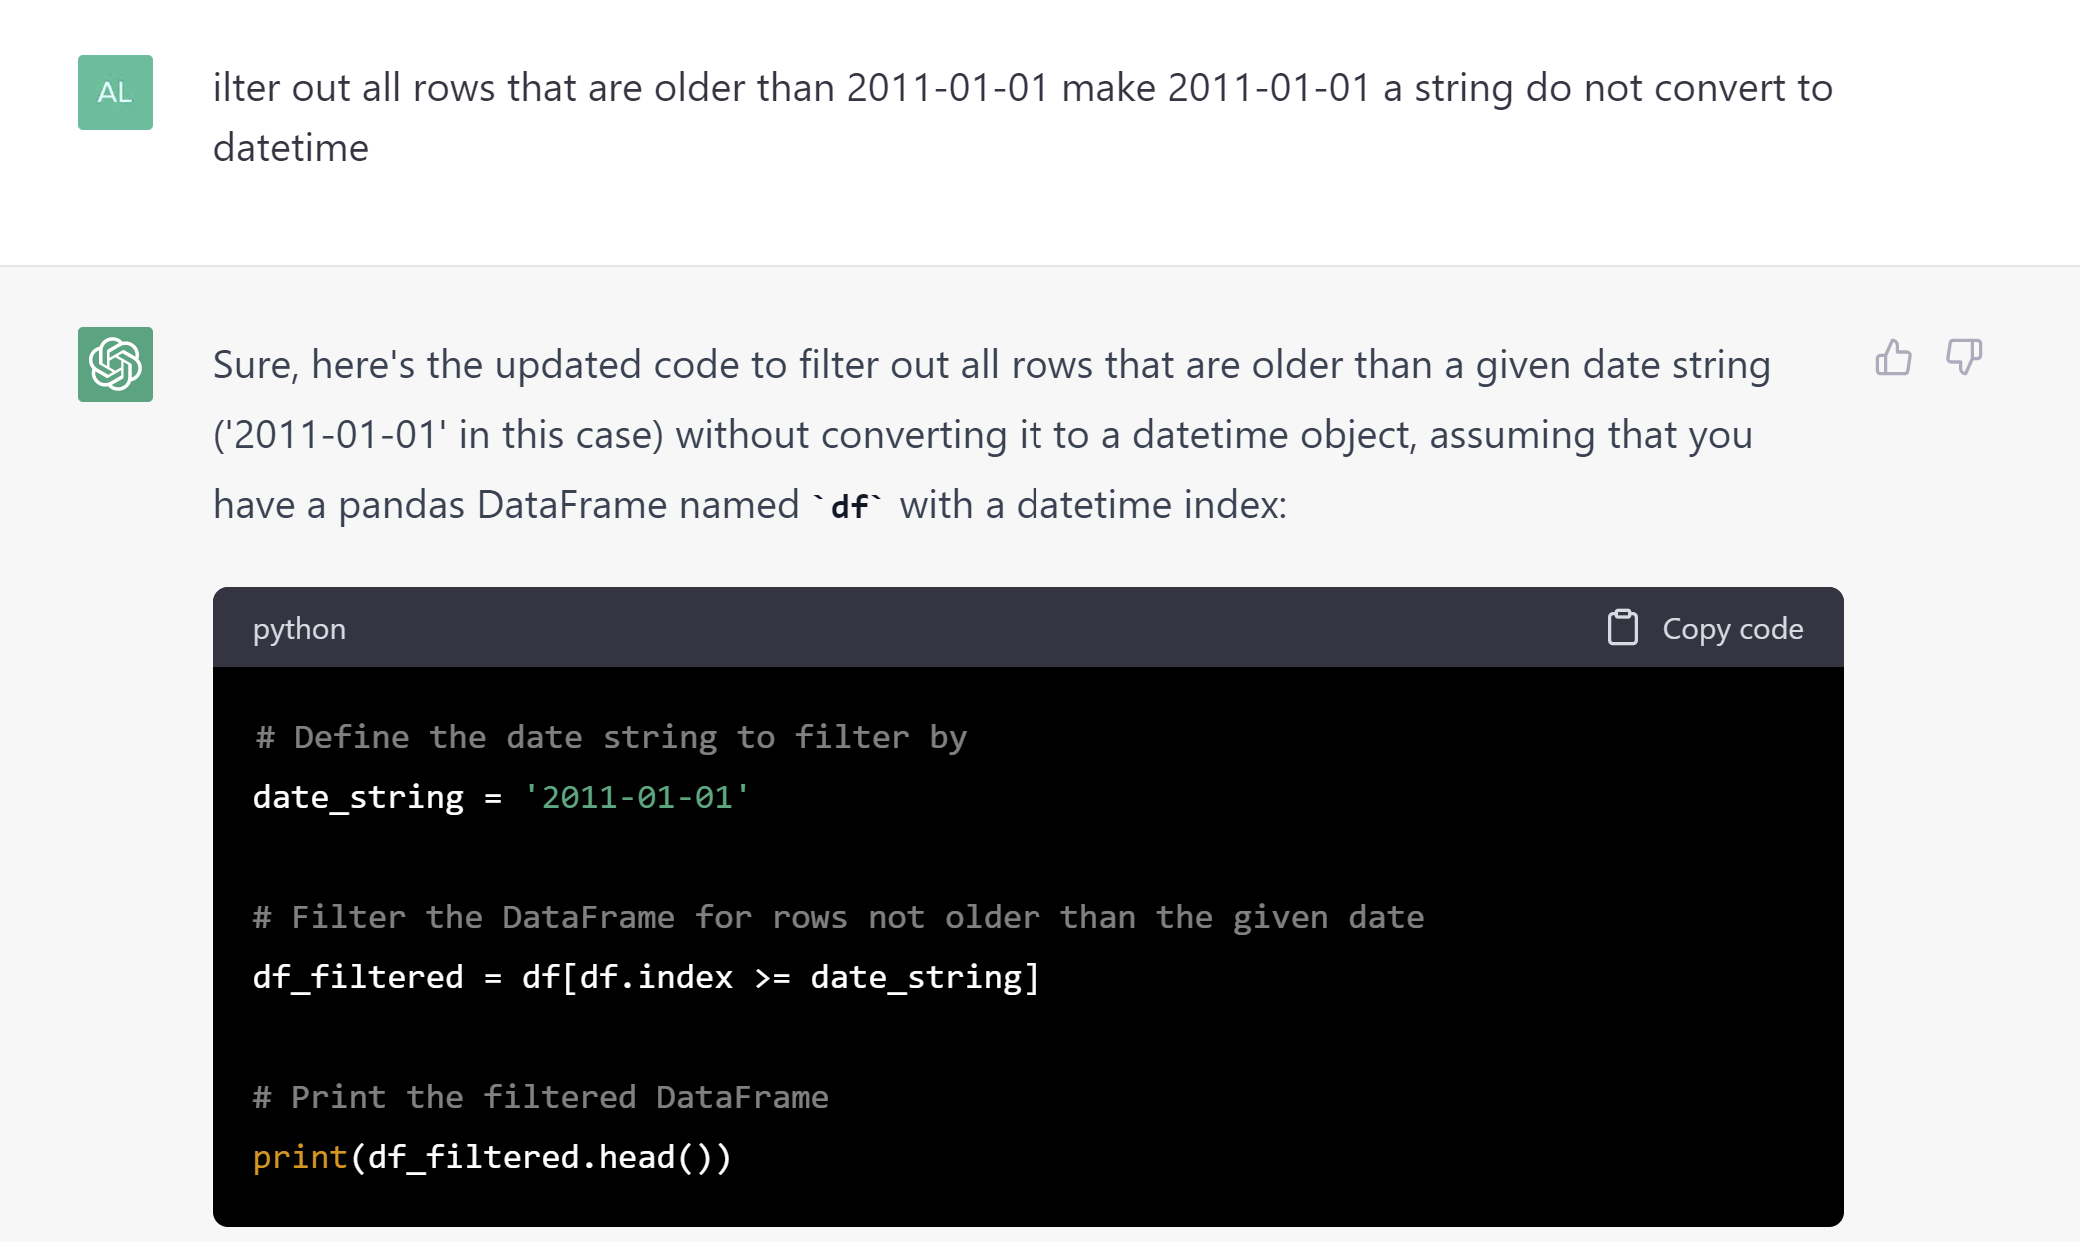 AL
ilter out all rows that are older than 2011-01-01 make 2011-01-01 a string do not convert to
datetime
Sure, here's the updated code to filter out all rows that are older than a given date string
('2011-01-01' in this case) without converting it to a datetime object, assuming that you
have a pandas DataFrame named `df` with a datetime index:
python
Copy code
# Define the date string to filter by
date_string = '2011-01-01'
# Filter the DataFrame for rows not older than the given date
df_filtered = df[df.index >= date_string]
# Print the filtered DataFrame
print(df_filtered.head())